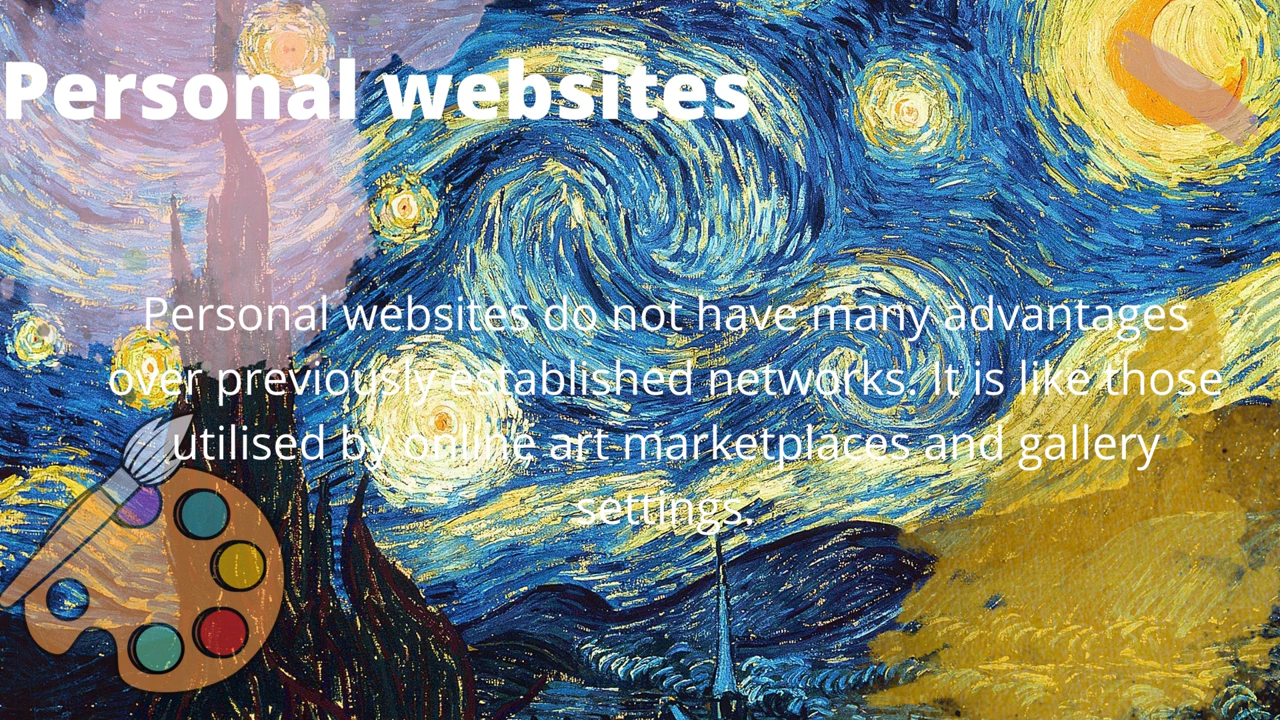 Personal websites
Personal websites do not have many advantages
over previously established networks. It is like those
utilised by online art marketplaces and gallery
settings.